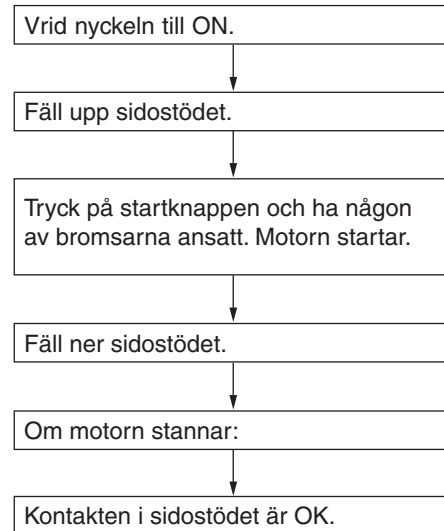 Vrid nyckeln till ON.
Fäll upp sidostödet.
Tryck på startknappen och ha någon
av bromsarna ansatt. Motorn startar.
Fäll ner sidostödet.
Om motorn stannar:
Kontakten i sidostödet är OK.